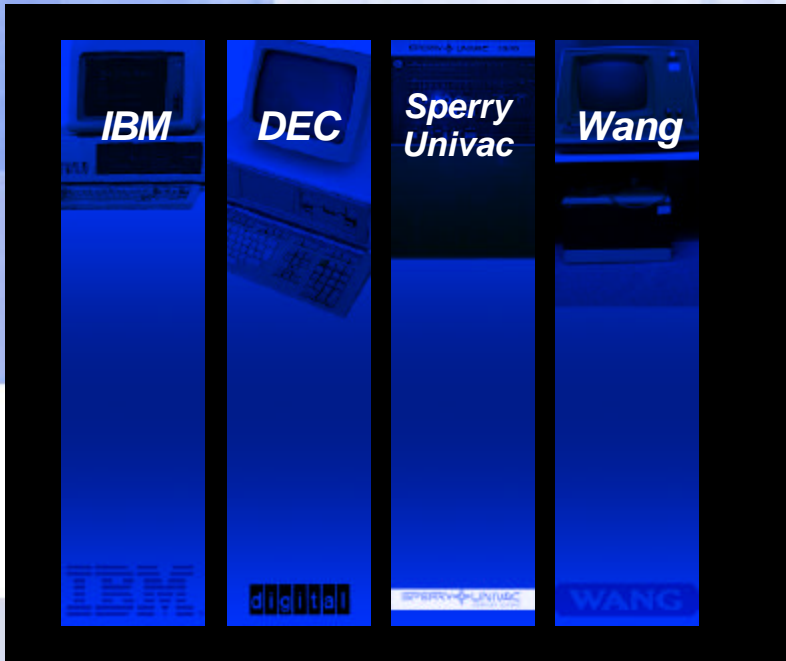 IBM
DEC
Sperry
Univac
Wang
IBM
digital
SPERRY UNIVAC
WANG